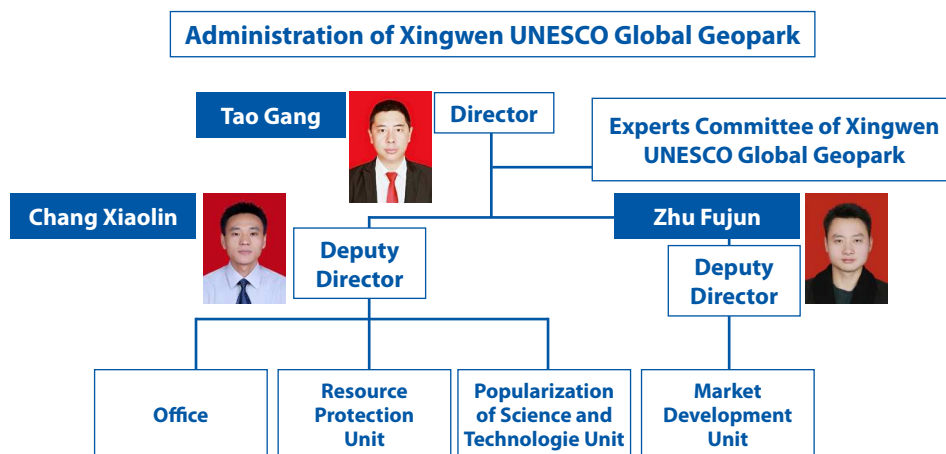 Administration of Xingwen UNESCO Global Geopark
Tao Gang
Director
Experts Committee of Xingwen
UNESCO Global Geopark
Chang Xiaolin
Deputy
Director
Zhu Fujun
Deputy
Director
Office
Resource
Protection
Unit
Popularization
of Science and
Technologie Unit
Market
Development
Unit